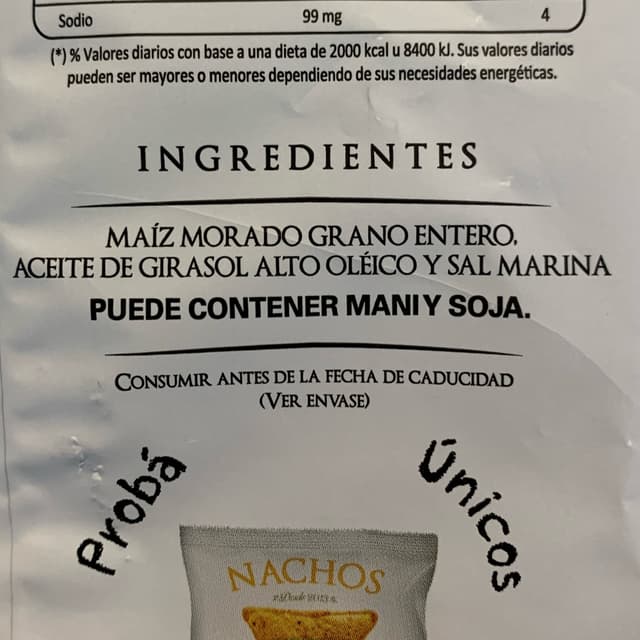 Sodio 99 mg 4
(*) % Valores diarios con base a una dieta de 2000 kcal u 8400 kJ. Sus valores diarios
pueden ser mayores o menores dependiendo de sus necesidades energéticas.
INGREDIENTES
MAÍZ MORADO GRANO ENTERO,
ACEITE DE GIRASOL ALTO OLÉICO Y SAL MARINA
PUEDE CONTENER MANI Y SOJA.
CONSUMIR ANTES DE LA FECHA DE CADUCIDAD
(VER ENVASE)
Probá
Únicos
NACHOS
Desde 2013